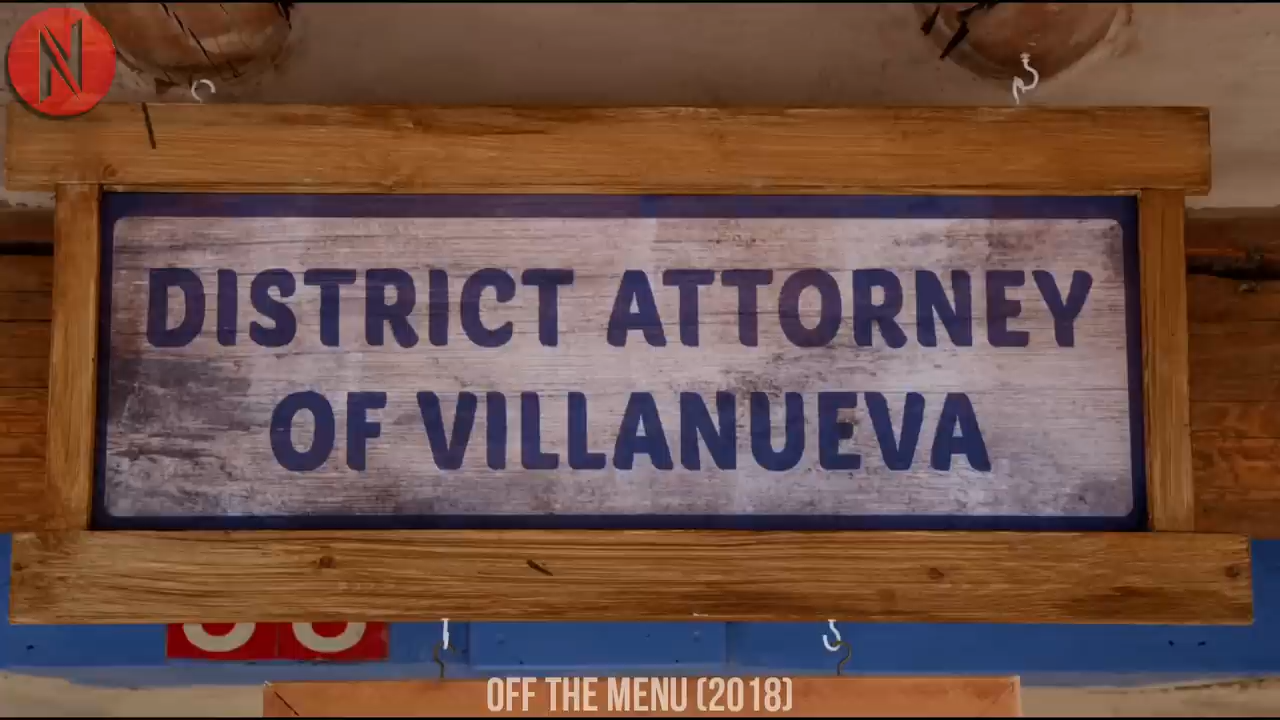 DISTRICT ATTORNEY
OF VILLANUEVA
OFF THE MENU (2018)